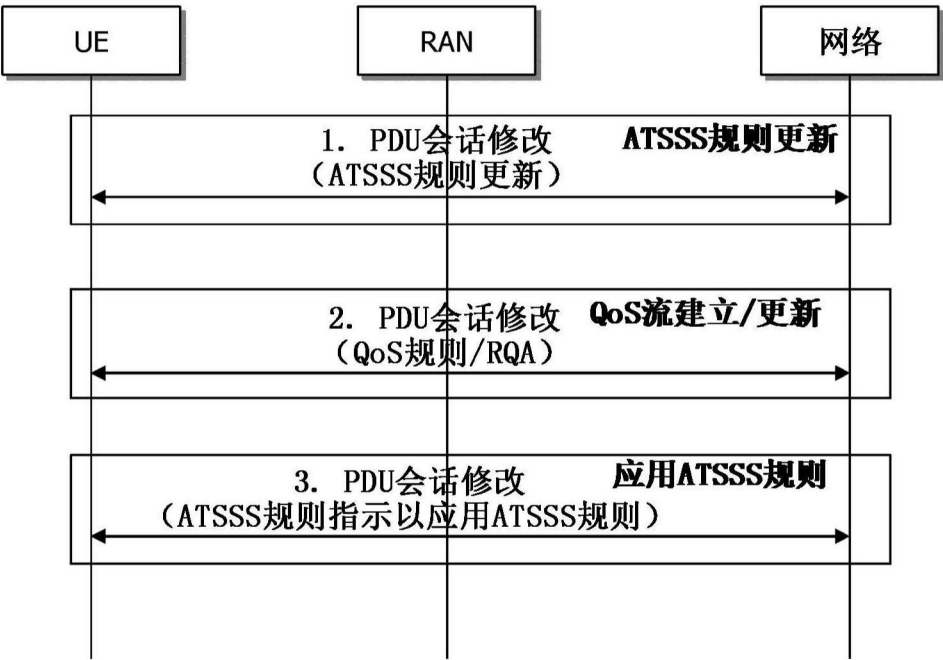 UE
RAN
网络
1. PDU会话修改
ATSSS规则更新
（ATSSS规则更新）
2. PDU会话修改
QoS流建立/更新
（QoS规则/RQA）
3. PDU会话修改
应用ATSSS规则
（ATSSS规则指示以应用ATSSS规则）